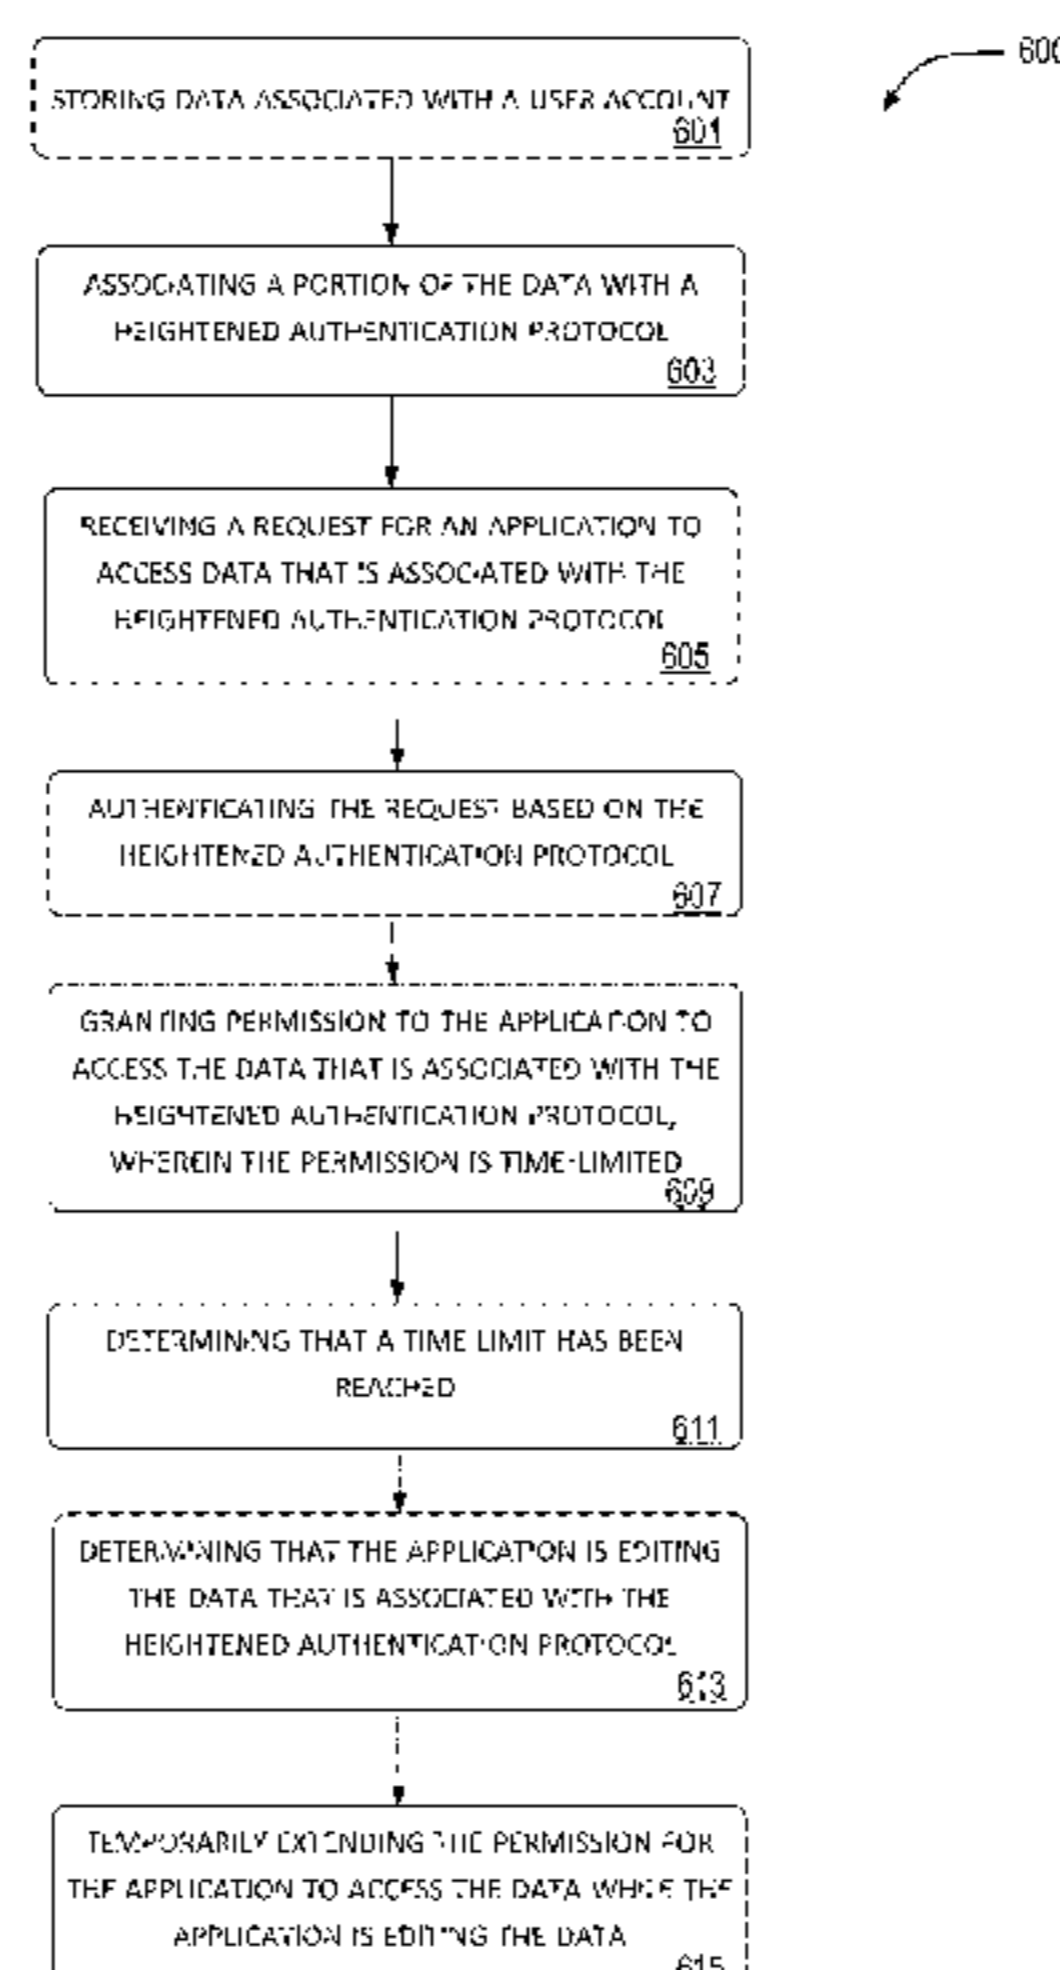 600
STORING DATA ASSOCIATED WITH A USER ACCOUNT
601
ASSOCIATING A PORTION OF THE DATA WITH A
HEIGHTENED AUTHENTICATION PROTOCOL
603
RECEIVING A REQUEST FOR AN APPLICATION TO
ACCESS DATA THAT IS ASSOCIATED WITH THE
HEIGHTENED AUTHENTICATION PROTOCOL
605
AUTHENTICATING THE REQUEST BASED ON THE
HEIGHTENED AUTHENTICATION PROTOCOL
607
GRANTING PERMISSION TO THE APPLICATION TO
ACCESS THE DATA THAT IS ASSOCIATED WITH THE
HEIGHTENED AUTHENTICATION PROTOCOL,
WHEREIN THE PERMISSION IS TIME-LIMITED
609
DETERMINING THAT A TIME LIMIT HAS BEEN
REACHED
611
DETERMINING THAT THE APPLICATION IS EDITING
THE DATA THAT IS ASSOCIATED WITH THE
HEIGHTENED AUTHENTICATION PROTOCOL
613
TEMPORARILY EXTENDING THE PERMISSION FOR
THE APPLICATION TO ACCESS THE DATA WHILE THE
APPLICATION IS EDITING THE DATA
615